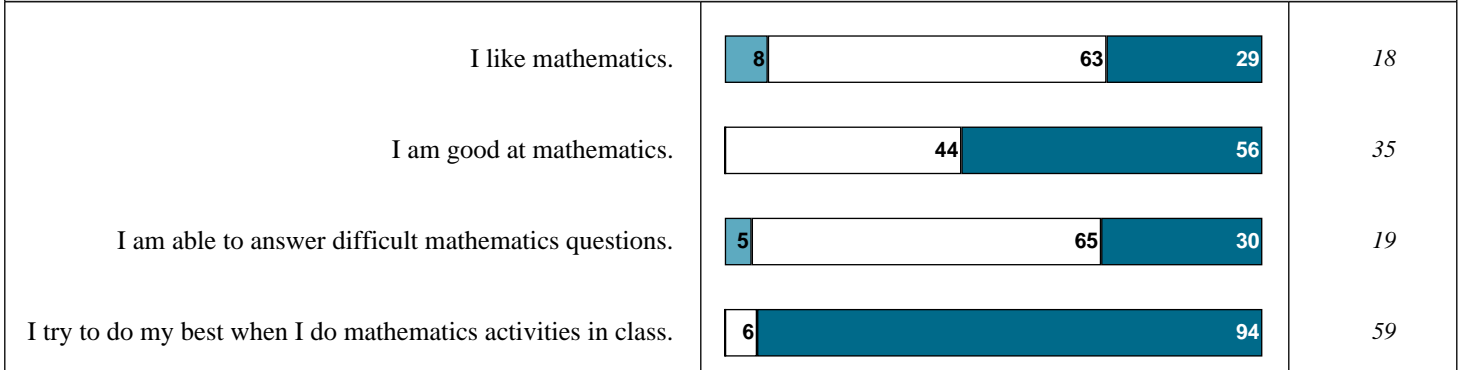 I like mathematics. 8 63 29 18
I am good at mathematics. 44 56 35
I am able to answer difficult mathematics questions. 5 65 30 19
I try to do my best when I do mathematics activities in class. 6 94 59